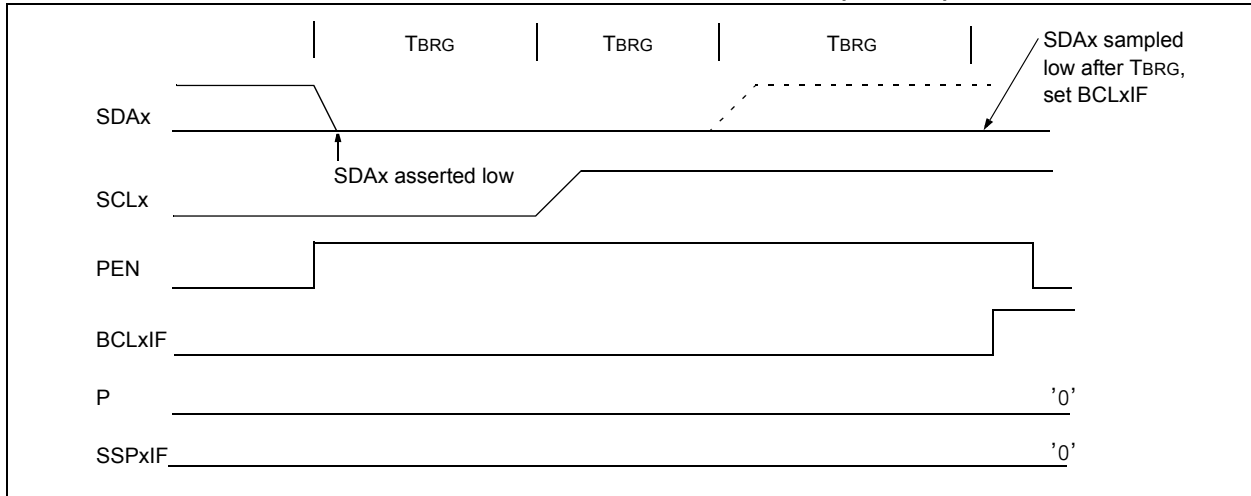 TBRG TBRG TBRG
SDAx sampled
low after TBRG,
set BCLxIF
SDAx
SDAx asserted low
SCLx
PEN
BCLxIF
P '0'
SSPxIF '0'